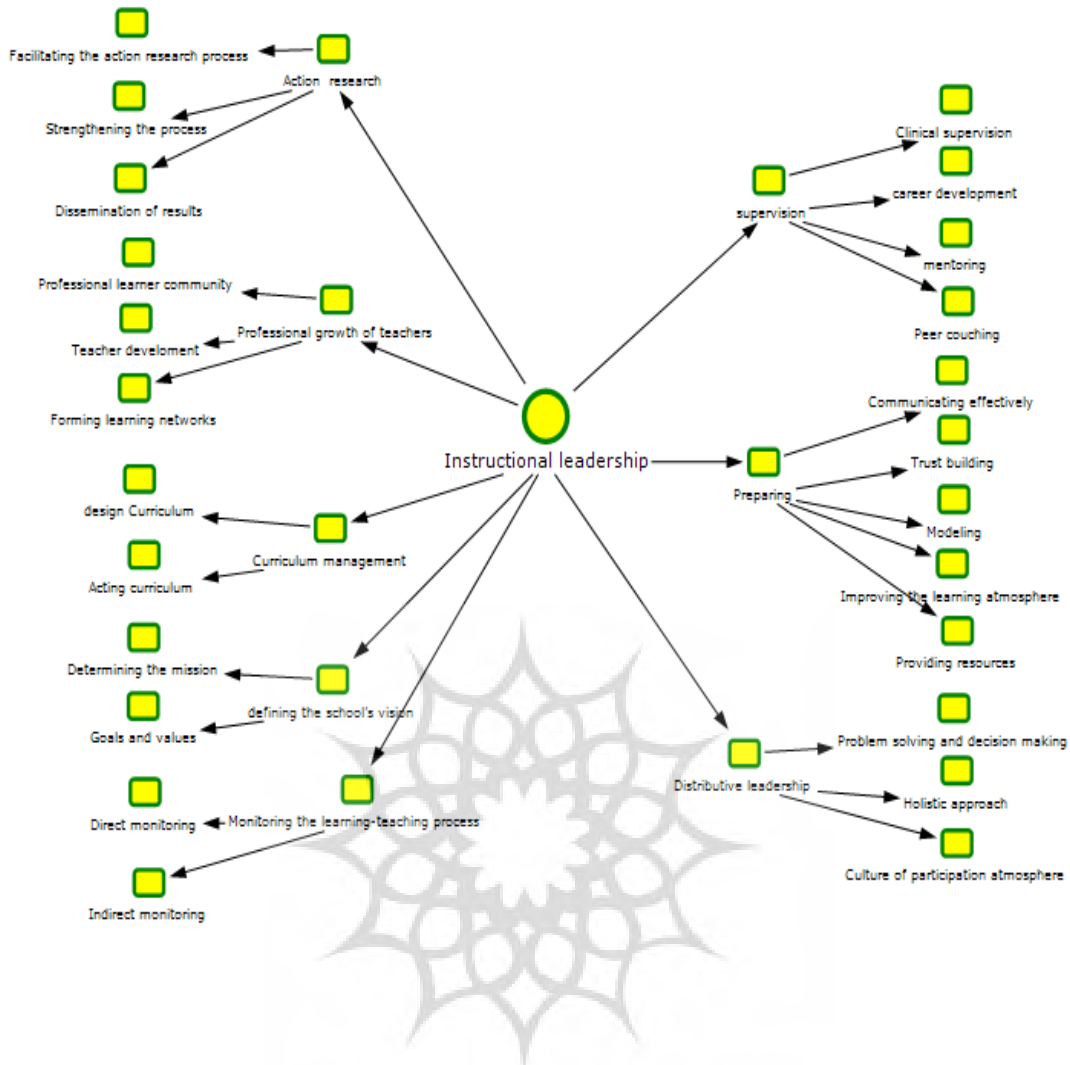 Facilitating the action research process
Action research
Strengthening the process
Dissemination of results
Professional learner community
Professional growth of teachers
Teacher develoment
Forming learning networks
Instructional leadership
design Curriculum
Curriculum management
Acting curriculum
Determining the mission
defining the school's vision
Goals and values
Direct monitoring
Monitoring the learning-teaching process
Indirect monitoring
Clinical supervision
supervision
career development
mentoring
Peer couching
Communicating effectively
Preparing
Trust building
Modeling
Improving the learning atmosphere
Providing resources
Problem solving and decision making
Distributive leadership
Holistic approach
Culture of participation atmosphere